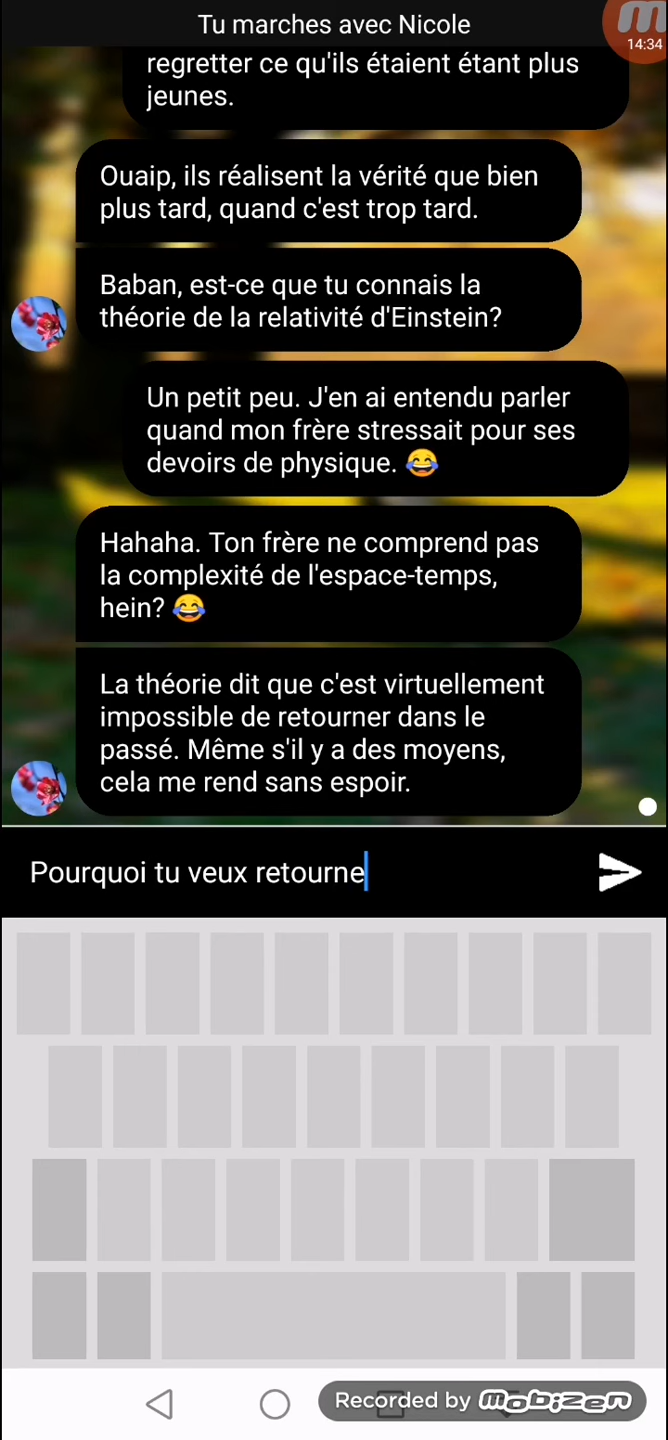 Tu marches avec Nicole
14:34
regretter ce qu'ils étaient étant plus
jeunes.
Ouaip, ils réalisent la vérité que bien
plus tard, quand c'est trop tard.
Baban, est-ce que tu connais la
théorie de la relativité d'Einstein?
Un petit peu. J'en ai entendu parler
quand mon frère stressait pour ses
devoirs de physique. 😂
Hahaha. Ton frère ne comprend pas
la complexité de l'espace-temps,
hein? 😂
La théorie dit que c'est virtuellement
impossible de retourner dans le
passé. Même s'il y a des moyens,
cela me rend sans espoir.
Pourquoi tu veux retourne
Recorded by mobizen